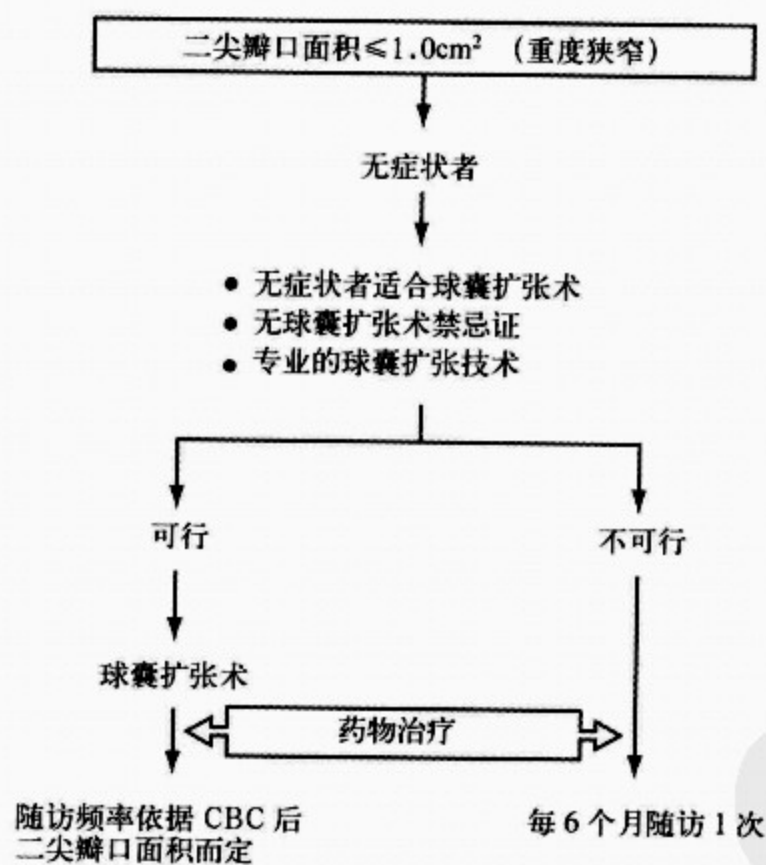 二尖瓣口面积≤1.0cm² （重度狭窄）
无症状者
• 无症状者适合球囊扩张术
• 无球囊扩张术禁忌证
• 专业的球囊扩张技术
可行
不可行
球囊扩张术
药物治疗
随访频率依据 CBC 后
二尖瓣口面积而定
每 6 个月随访 1 次